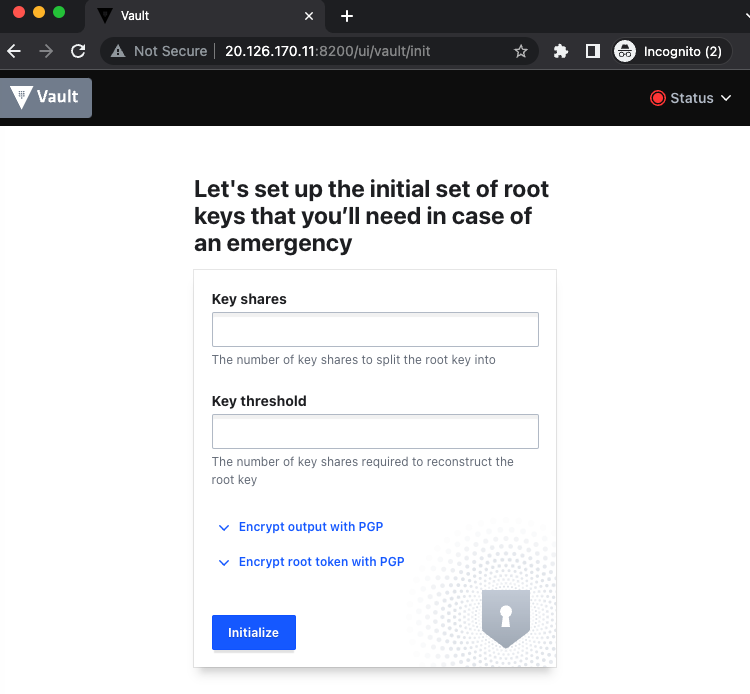 Vault
Not Secure
20.126.170.11:8200/ui/vault/init
Incognito (2)
Vault
Status
Let's set up the initial set of root
keys that you’ll need in case of
an emergency
Key shares
The number of key shares to split the root key into
Key threshold
The number of key shares required to reconstruct the
root key
Encrypt output with PGP
Encrypt root token with PGP
Initialize